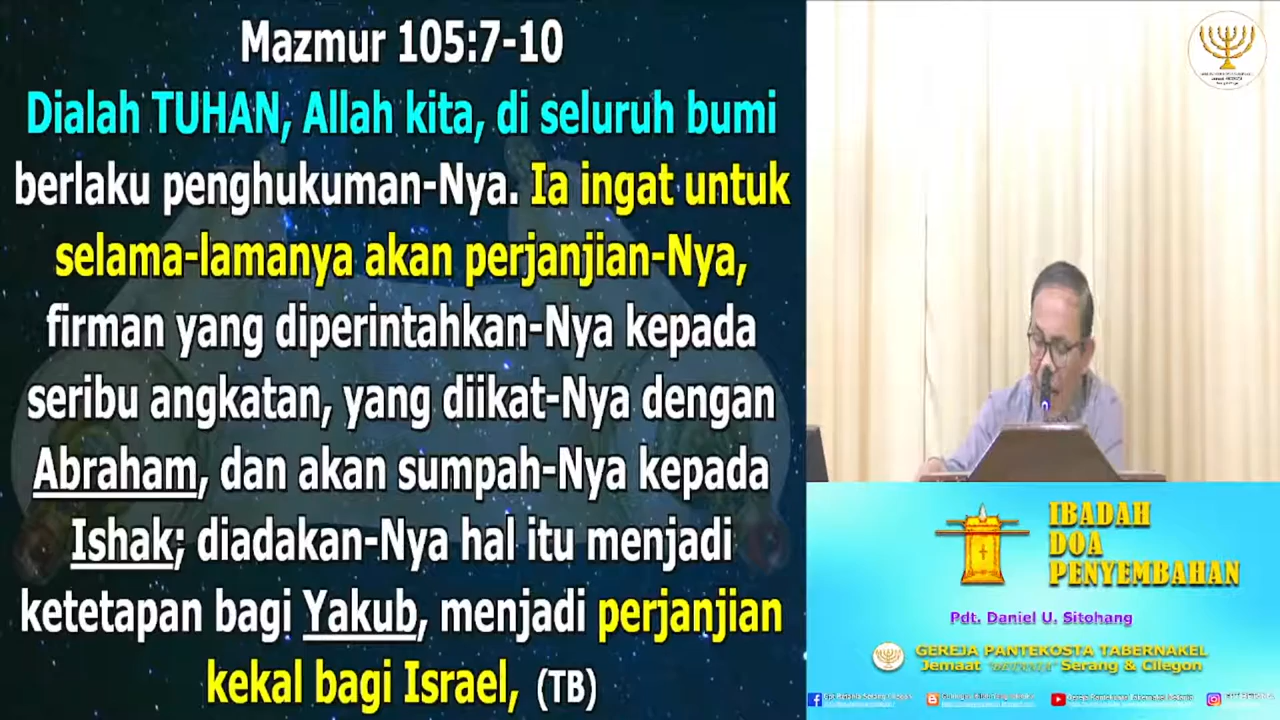 Mazmur 105:7-10
Dialah TUHAN, Allah kita, di seluruh bumi
berlaku penghukuman-Nya. Ia ingat untuk
selama-lamanya akan perjanjian-Nya,
firman yang diperintahkan-Nya kepada
seribu angkatan, yang diikat-Nya dengan
Abraham, dan akan sumpah-Nya kepada
Ishak; diadakan-Nya hal itu menjadi
ketetapan bagi Yakub, menjadi perjanjian
kekal bagi Israel, (TB)
IBADAH
DOA
PENYEMBAHAN
Pdt. Daniel U. Sitohang
GEREJA PANTEKOSTA TABERNAKEL
Jemaat "BETANIA" Serang & Cilegon